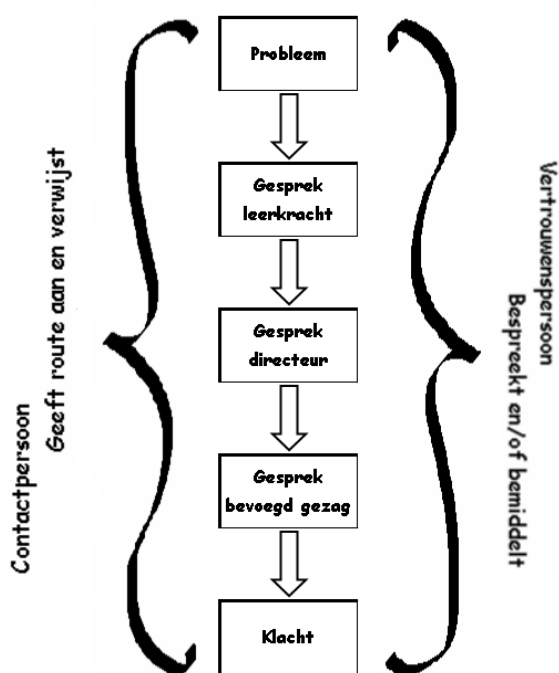 Probleem
Gesprek
leerkracht
Gesprek
directeur
Gesprek
bevoegd gezag
Klacht
Contactpersoon
Geeft route aan en verwijst
Vertrouwenspersoon
Bespreekt en/of bemiddelt